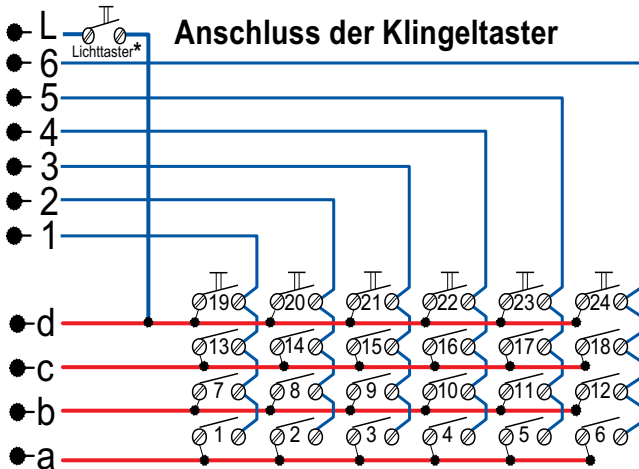 L Anschluss der Klingeltaster
Lichttaster*
6
5
4
3
2
1
19 20 21 22 23 24
d
13 14 15 16 17 18
c
7 8 9 10 11 12
b
1 2 3 4 5 6
a